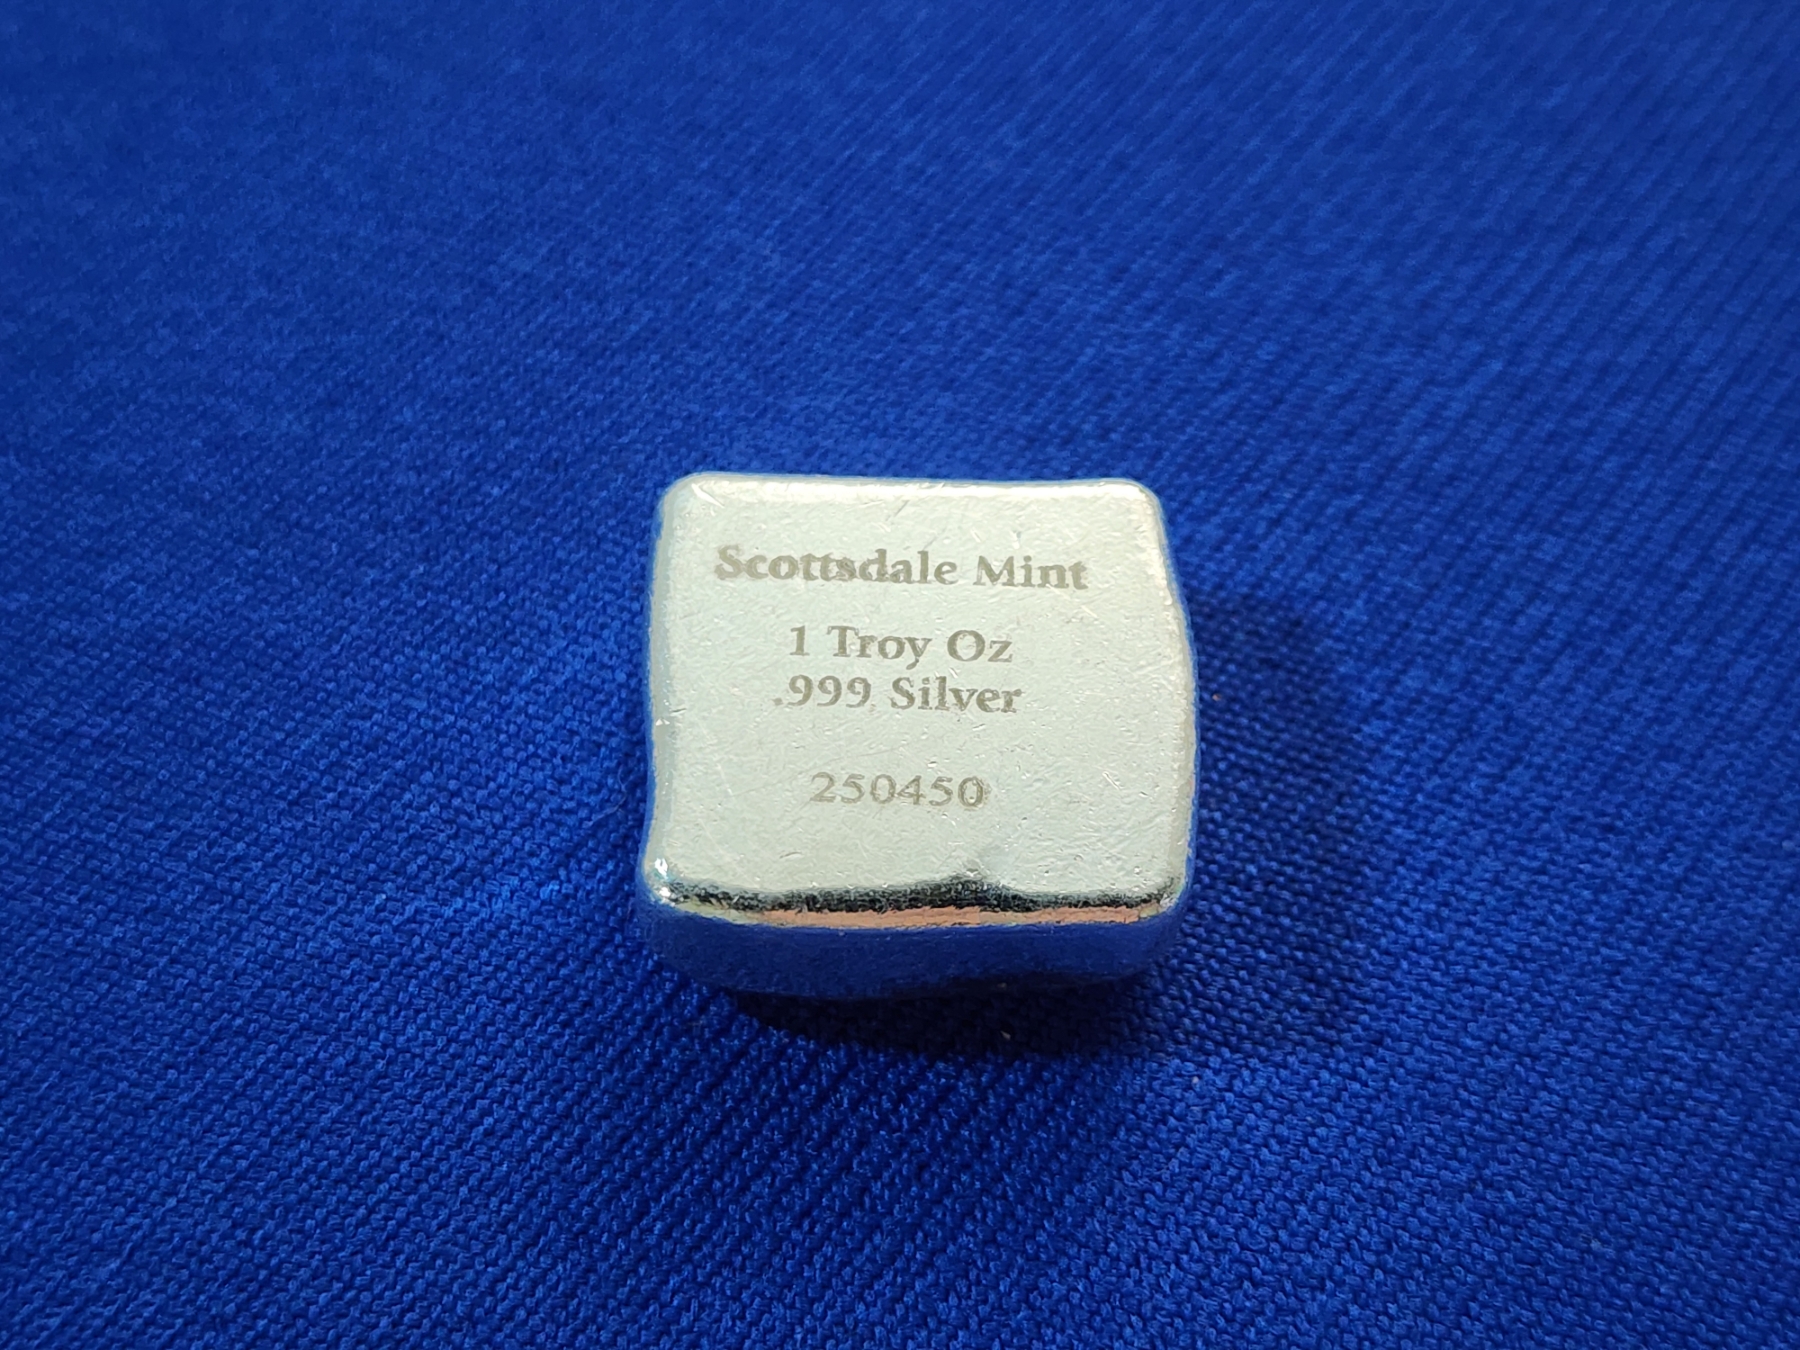 Scottsdale Mint
1 Troy Oz
.999 Silver
250450